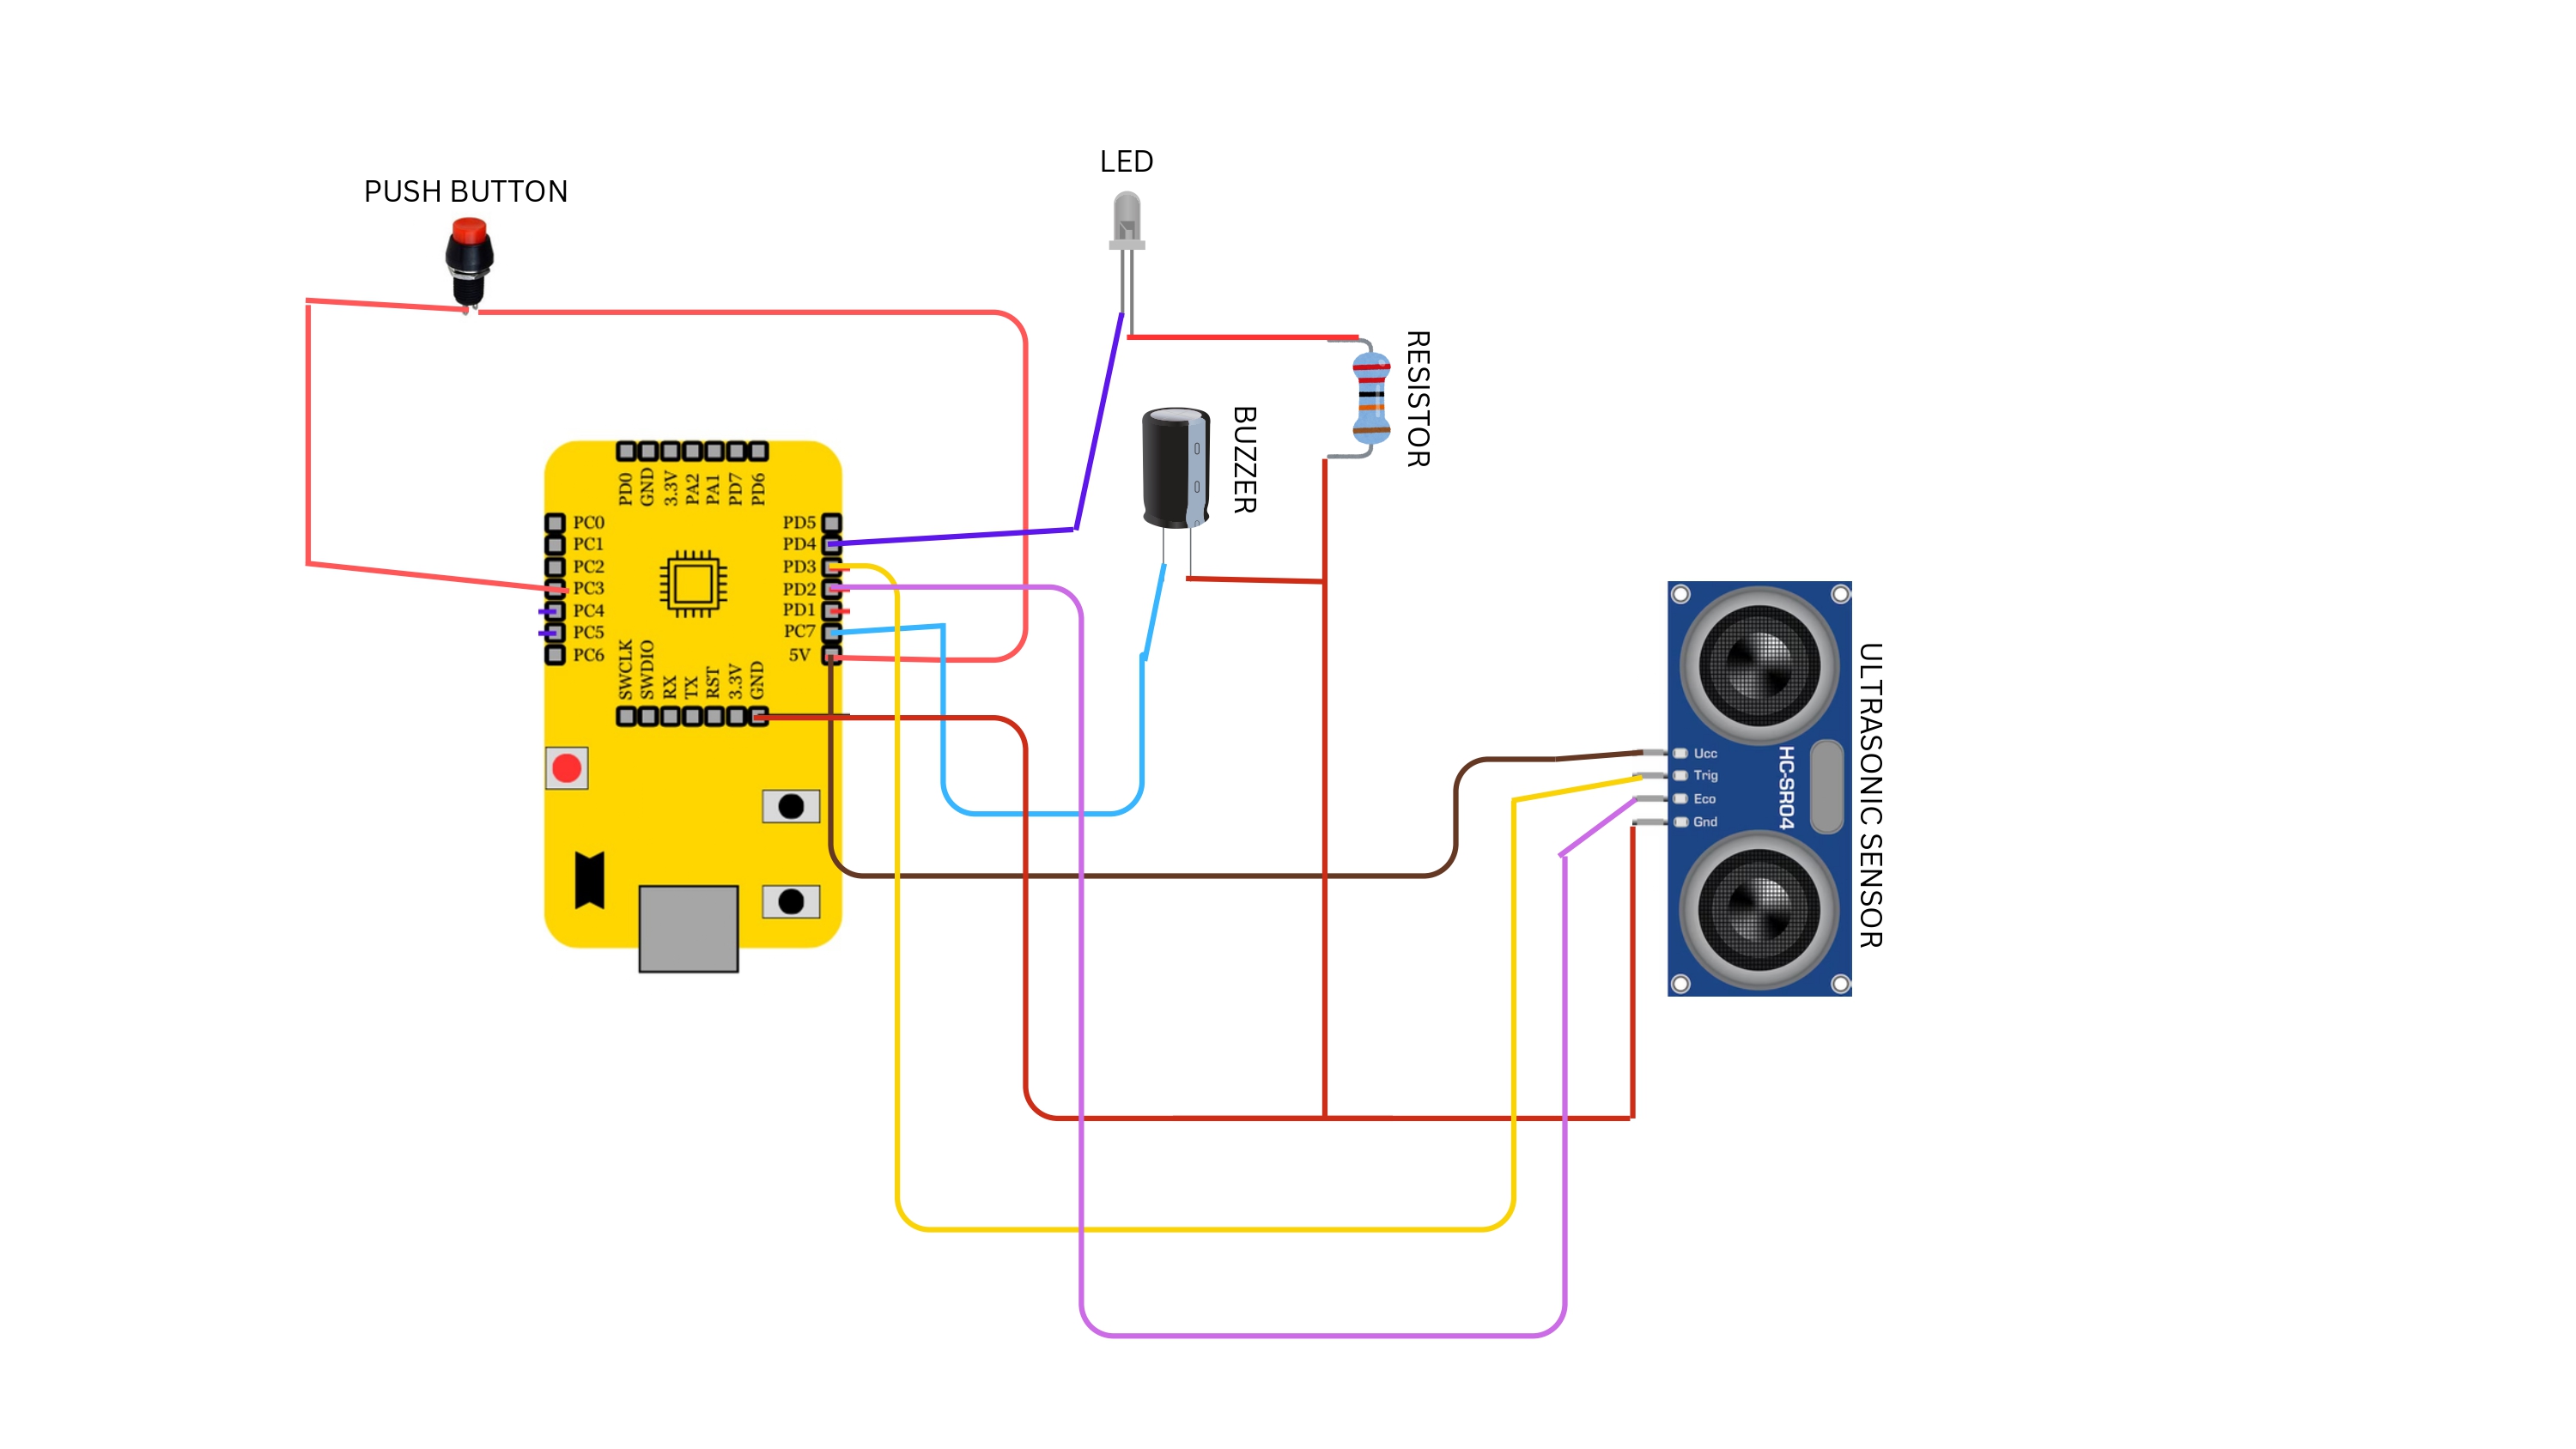 LED
PUSH BUTTON
RESISTOR
BUZZER
PD0
GND
3.3V
PA2
PA1
PD7
PD6
PC0
PC1
PC2
PC3
PC4
PC5
PC6
PD5
PD4
PD3
PD2
PD1
PC7
5V
SWCLK
SWDIO
RX
TX
RST
3.3V
GND
Ucc
Trig
Eco
Gnd
HC-SR04
ULTRASONIC SENSOR